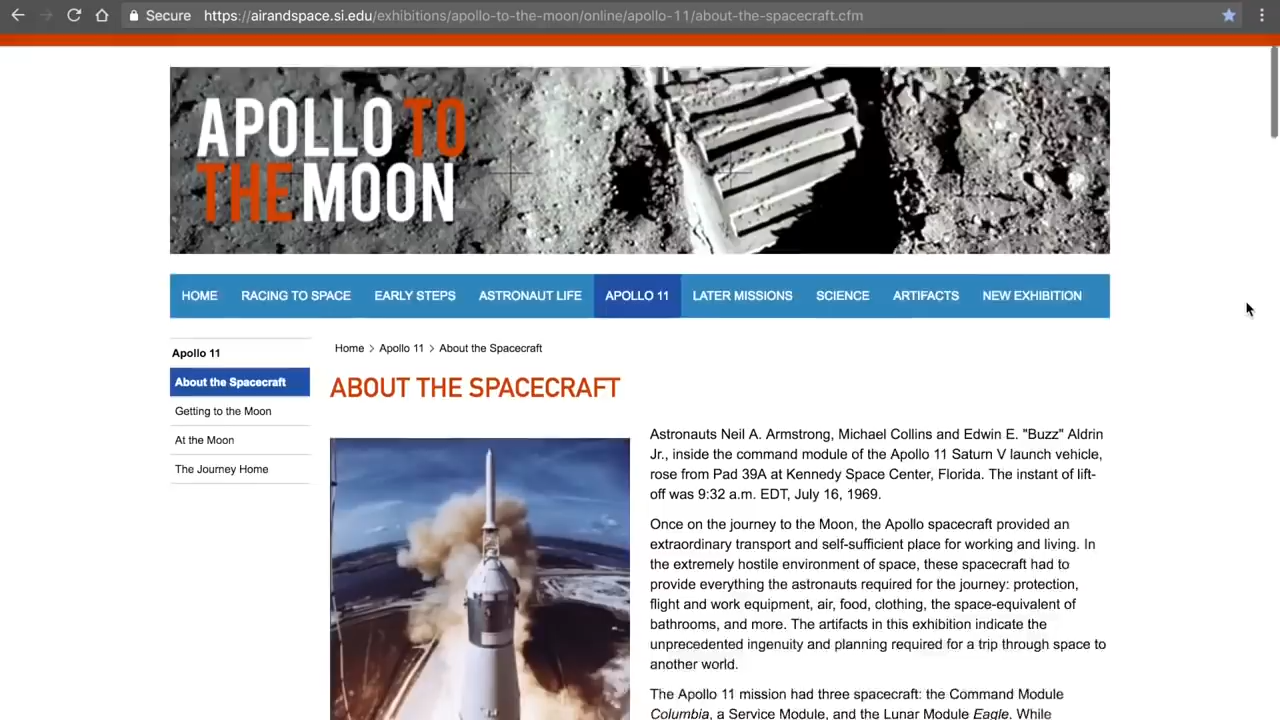 Secure
https://airandspace.si.edu/exhibitions/apollo-to-the-moon/online/apollo-11/about-the-spacecraft.cfm
APOLLO TO
THE MOON
HOME RACING TO SPACE EARLY STEPS ASTRONAUT LIFE APOLLO 11 LATER MISSIONS SCIENCE ARTIFACTS NEW EXHIBITION
Apollo 11
About the Spacecraft
Getting to the Moon
At the Moon
The Journey Home
Home > Apollo 11 > About the Spacecraft
ABOUT THE SPACECRAFT
Astronauts Neil A. Armstrong, Michael Collins and Edwin E. "Buzz" Aldrin
Jr., inside the command module of the Apollo 11 Saturn V launch vehicle,
rose from Pad 39A at Kennedy Space Center, Florida. The instant of lift-
off was 9:32 a.m. EDT, July 16, 1969.
Once on the journey to the Moon, the Apollo spacecraft provided an
extraordinary transport and self-sufficient place for working and living. In
the extremely hostile environment of space, these spacecraft had to
provide everything the astronauts required for the journey: protection,
flight and work equipment, air, food, clothing, the space-equivalent of
bathrooms, and more. The artifacts in this exhibition indicate the
unprecedented ingenuity and planning required for a trip through space to
another world.
The Apollo 11 mission had three spacecraft: the Command Module
Columbia, a Service Module, and the Lunar Module Eagle. While